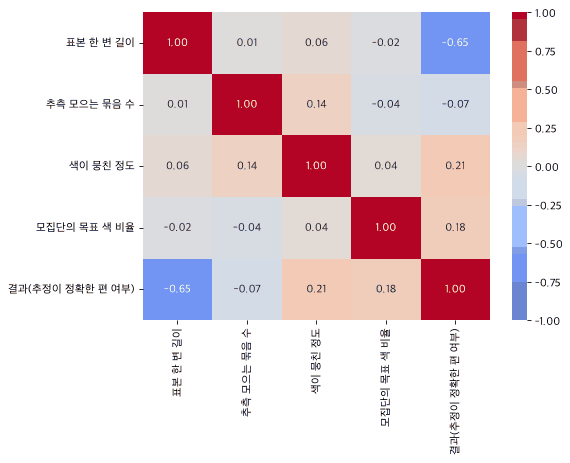 표본 한 변 길이
추측 모으는 묶음 수
색이 뭉친 정도
모집단의 목표 색 비율
결과(추정이 정확한 편 여부)
1.00 0.01 0.06 -0.02 -0.65
0.01 1.00 0.14 -0.04 -0.07
0.06 0.14 1.00 0.04 0.21
-0.02 -0.04 0.04 1.00 0.18
-0.65 -0.07 0.21 0.18 1.00
표본 한 변 길이
추측 모으는 묶음 수
색이 뭉친 정도
모집단의 목표 색 비율
결과(추정이 정확한 편 여부)
1.00
0.75
0.50
0.25
0.00
-0.25
-0.50
-0.75
-1.00